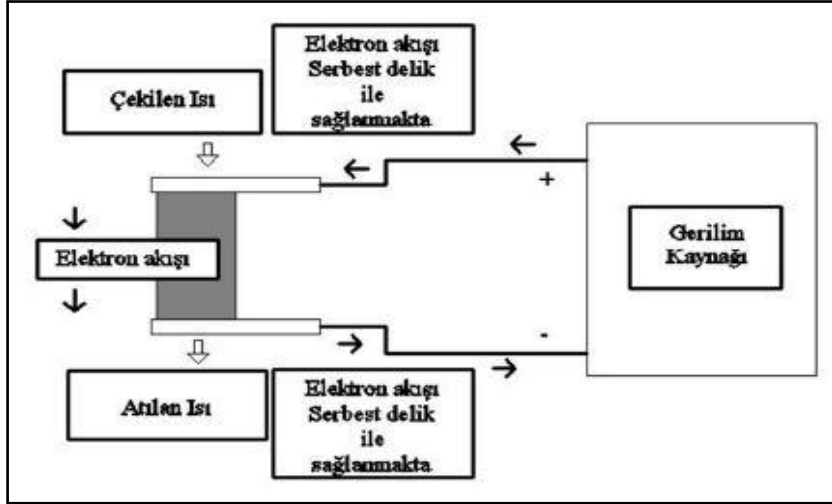 Elektron akışı
Serbest delik
ile
sağlanmakta
Çekilen Isı
+
Elektron akışı
Gerilim
Kaynağı
-
Atılan Isı
Elektron akışı
Serbest delik
ile
sağlanmakta